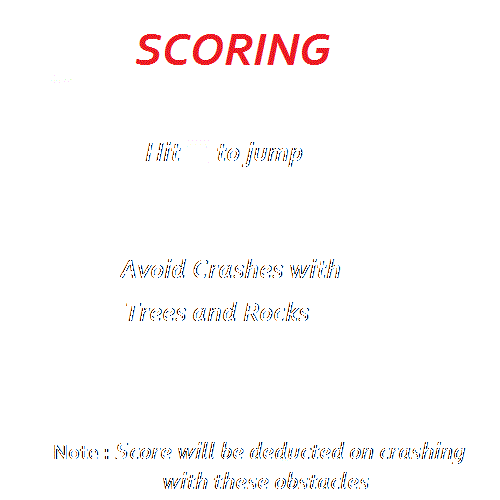 SCORING
Hit to jump
Avoid Crashes with
Trees and Rocks
Note : Score will be deducted on crashing
with these obstacles